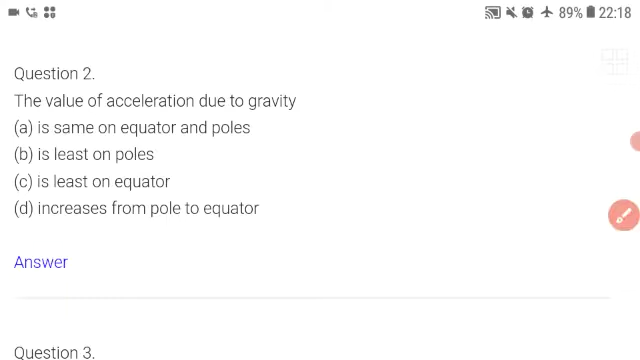 89% 22:18
Question 2.
The value of acceleration due to gravity
(a) is same on equator and poles
(b) is least on poles
(c) is least on equator
(d) increases from pole to equator
Answer
Question 3.